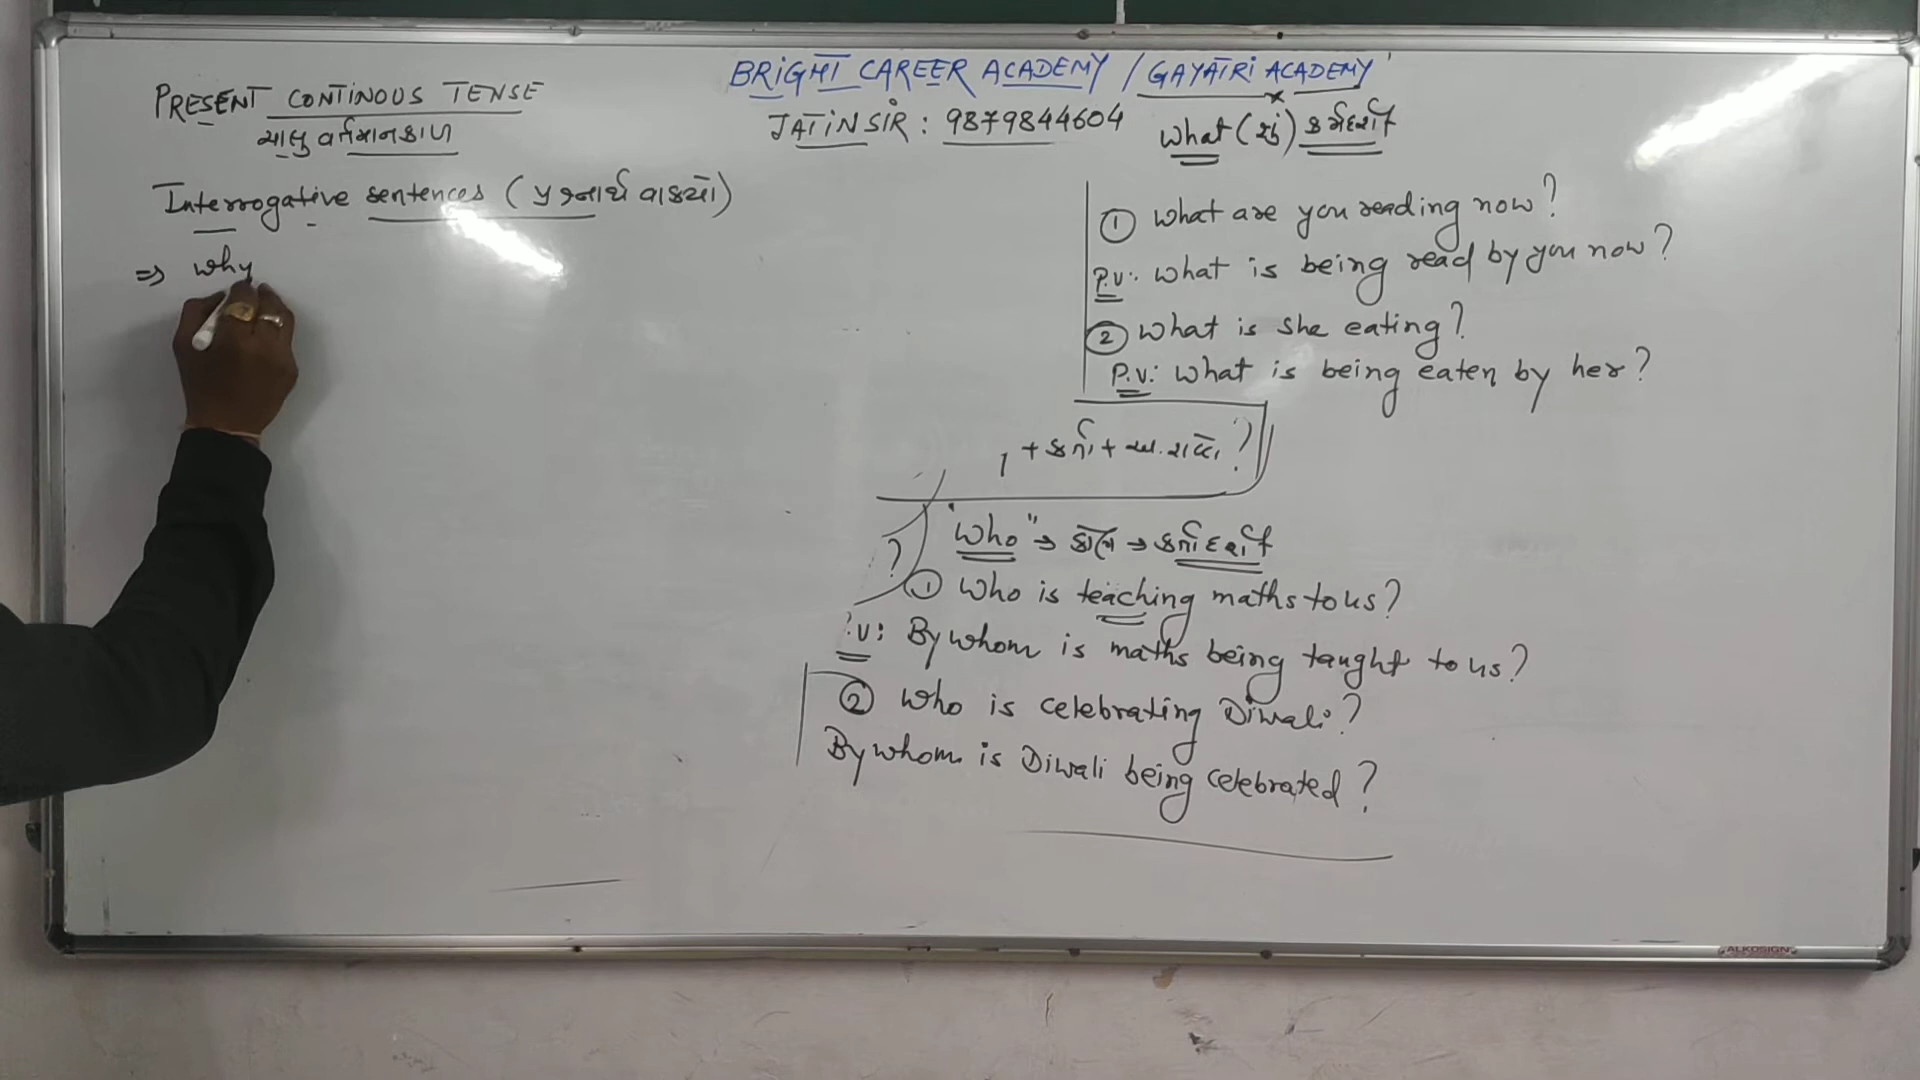 BRIGHT CAREER ACADEMY / GAYATRI ACADEMY
PRESENT CONTINOUS TENSE
ચાલુ વર્તમાનકાળ
JATIN SIR : 9879844604
What (શું) કર્મદર્શક
Interrogative sentences (પ્રશ્નાર્થ વાક્યો)
⇒ Why
① What are you reading now?
P.V:. What is being read by you now?
② What is she eating?
P.V.: What is being eaten by her?
+ કર્તા + અ. શબ્દો ?
"Who" → કોણ → કર્તાદર્શક
?
① Who is teaching maths to us?
.V: By whom is maths being taught to us?
② Who is celebrating Diwali?
By whom is Diwali being celebrated?
ALKOSIGN